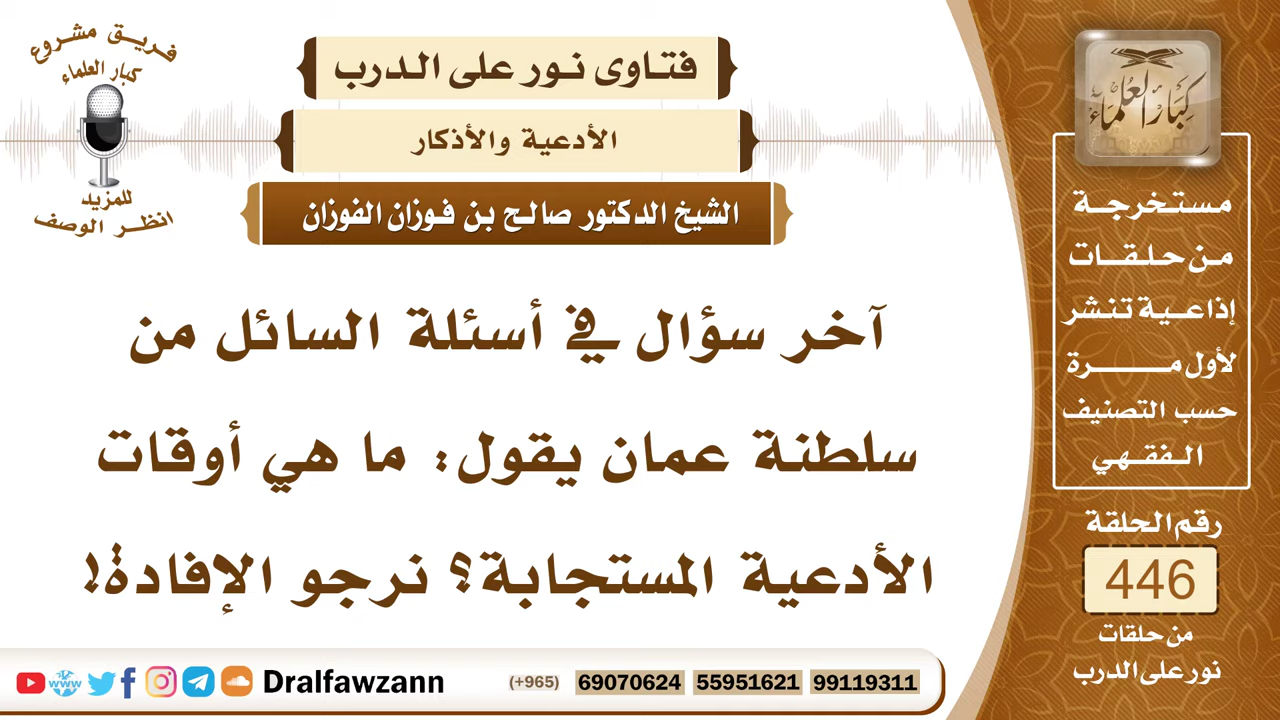 فريق مشروع
كبار العلماء
للمزيد
انظر الوصف
فتاوى نور على الدرب
الأدعية والأذكار
الشيخ الدكتور صالح بن فوزان الفوزان
آخر سؤال في أسئلة السائل من
سلطنة عمان يقول: ما هي أوقات
الأدعية المستجابة؟ نرجو الإفادة!
كبار العلماء
مستخرجة
من حلقات
إذاعية تنشر
لأول مرة
حسب التصنيف
الفقهي
رقم الحلقة
446
من حلقات
نور على الدرب
www
Dralfawzann
(+965) 69070624 55951621 99119311